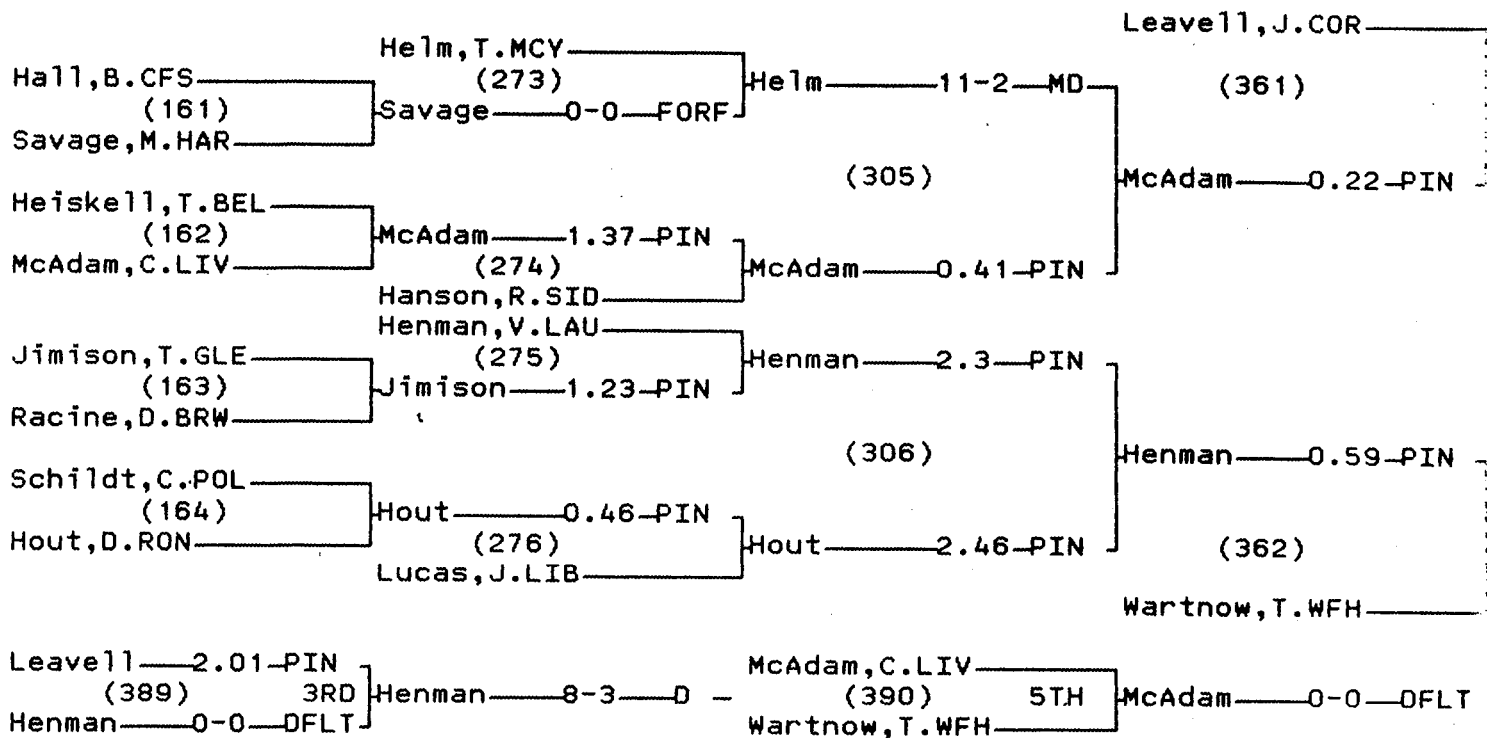 Leavell,J.COR
Helm,T.MCY
Hall,B.CFS (273) Helm 11-2 MD (361)
(161) Savage 0-0 FORF
Savage,M.HAR
(305) McAdam 0.22 PIN
Heiskell,T.BEL
(162) McAdam 1.37 PIN
McAdam,C.LIV (274) McAdam 0.41 PIN
Hanson,R.SID
Henman,V.LAU
Jimison,T.GLE (275) Henman 2.3 PIN
(163) Jimison 1.23 PIN
Racine,D.BRW
(306) Henman 0.59 PIN
Schildt,C.POL
(164) Hout 0.46 PIN
Hout,D.RON (276) Hout 2.46 PIN (362)
Lucas,J.LIB
Wartnow,T.WFH
Leavell 2.01 PIN McAdam,C.LIV
(389) 3RD Henman 8-3 D (390) 5TH McAdam 0-0 DFLT
Henman 0-0 DFLT Wartnow,T.WFH